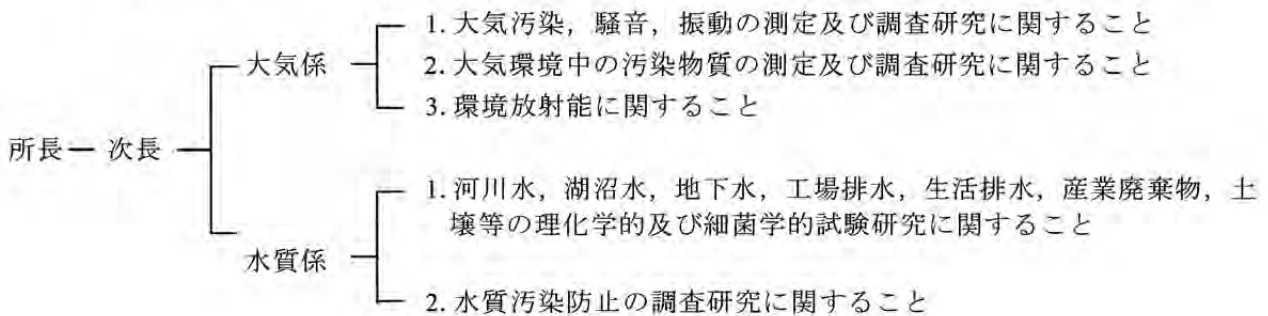 1. 大気汚染，騒音，振動の測定及び調査研究に関すること
大気係
2. 大気環境中の汚染物質の測定及び調査研究に関すること
3. 環境放射能に関すること
所長 次長
1. 河川水，湖沼水，地下水，工場排水，生活排水，産業廃棄物，土
壌等の理化学的及び細菌学的試験研究に関すること
水質係
2. 水質汚染防止の調査研究に関すること